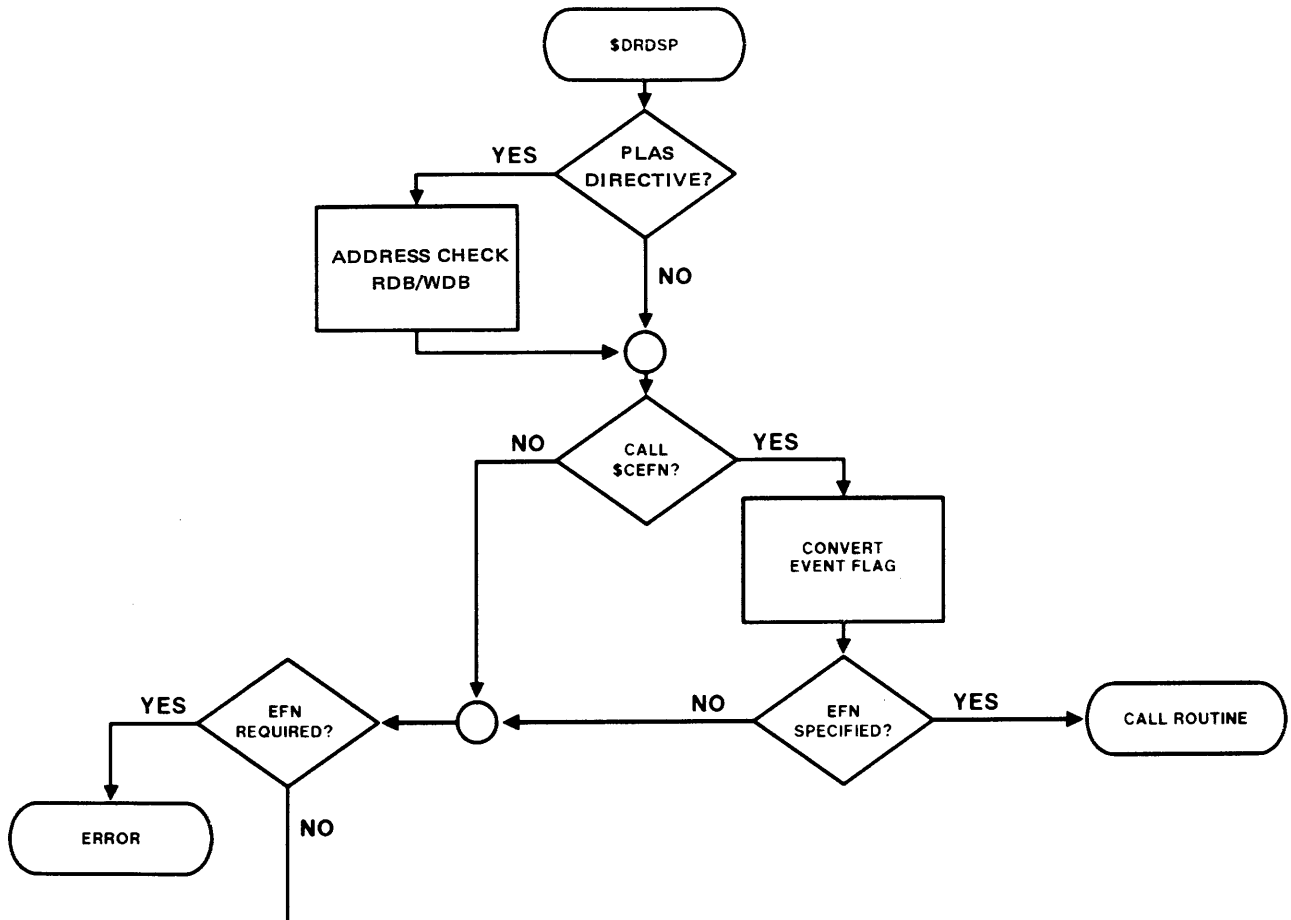 $DRDSP
PLAS
DIRECTIVE?
YES
ADDRESS CHECK
RDB/WDB
NO
CALL
$CEFN?
NO
YES
CONVERT
EVENT FLAG
EFN
REQUIRED?
YES
NO
EFN
SPECIFIED?
NO
YES
CALL ROUTINE
ERROR